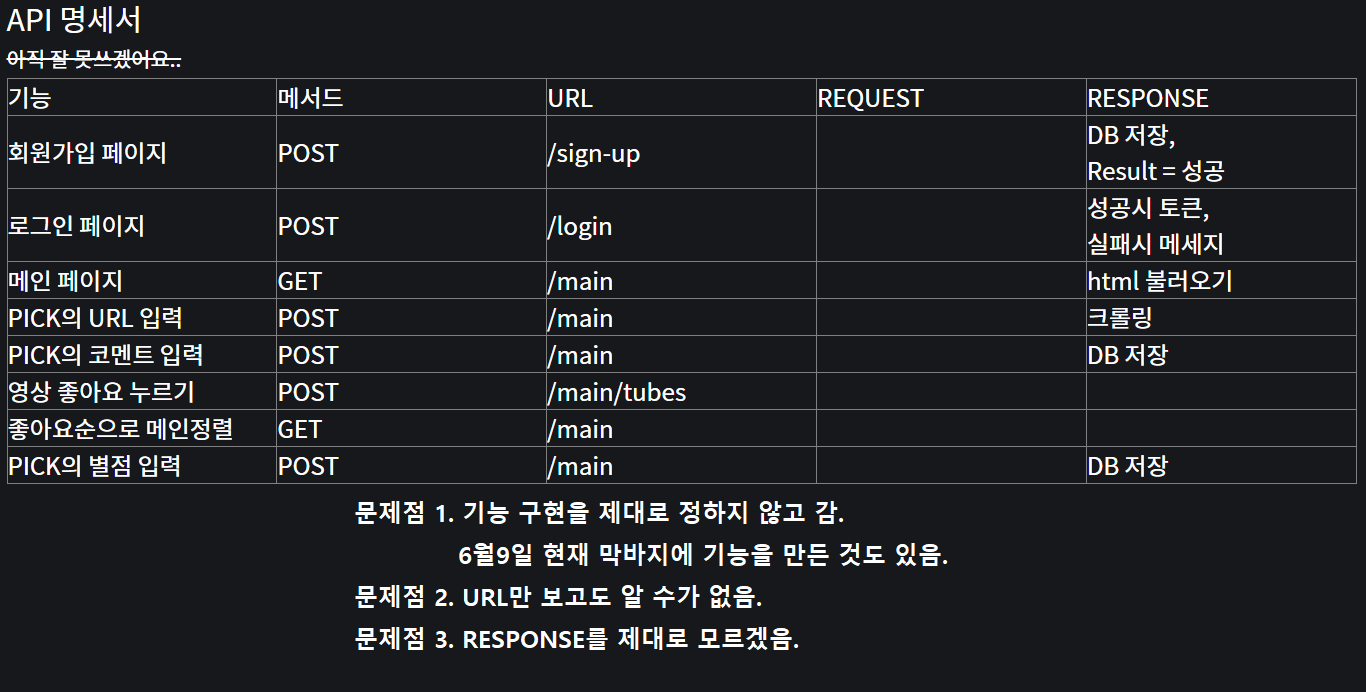 API 명세서
아직 잘 못쓰겠어요..
기능 메서드 URL REQUEST RESPONSE
회원가입 페이지 POST /sign-up DB 저장,
Result = 성공
로그인 페이지 POST /login 성공시 토큰,
실패시 메세지
메인 페이지 GET /main html 불러오기
PICK의 URL 입력 POST /main 크롤링
PICK의 코멘트 입력 POST /main DB 저장
영상 좋아요 누르기 POST /main/tubes
좋아요순으로 메인정렬 GET /main
PICK의 별점 입력 POST /main DB 저장
문제점 1. 기능 구현을 제대로 정하지 않고 감.
6월9일 현재 막바지에 기능을 만든 것도 있음.
문제점 2. URL만 보고도 알 수가 없음.
문제점 3. RESPONSE를 제대로 모르겠음.